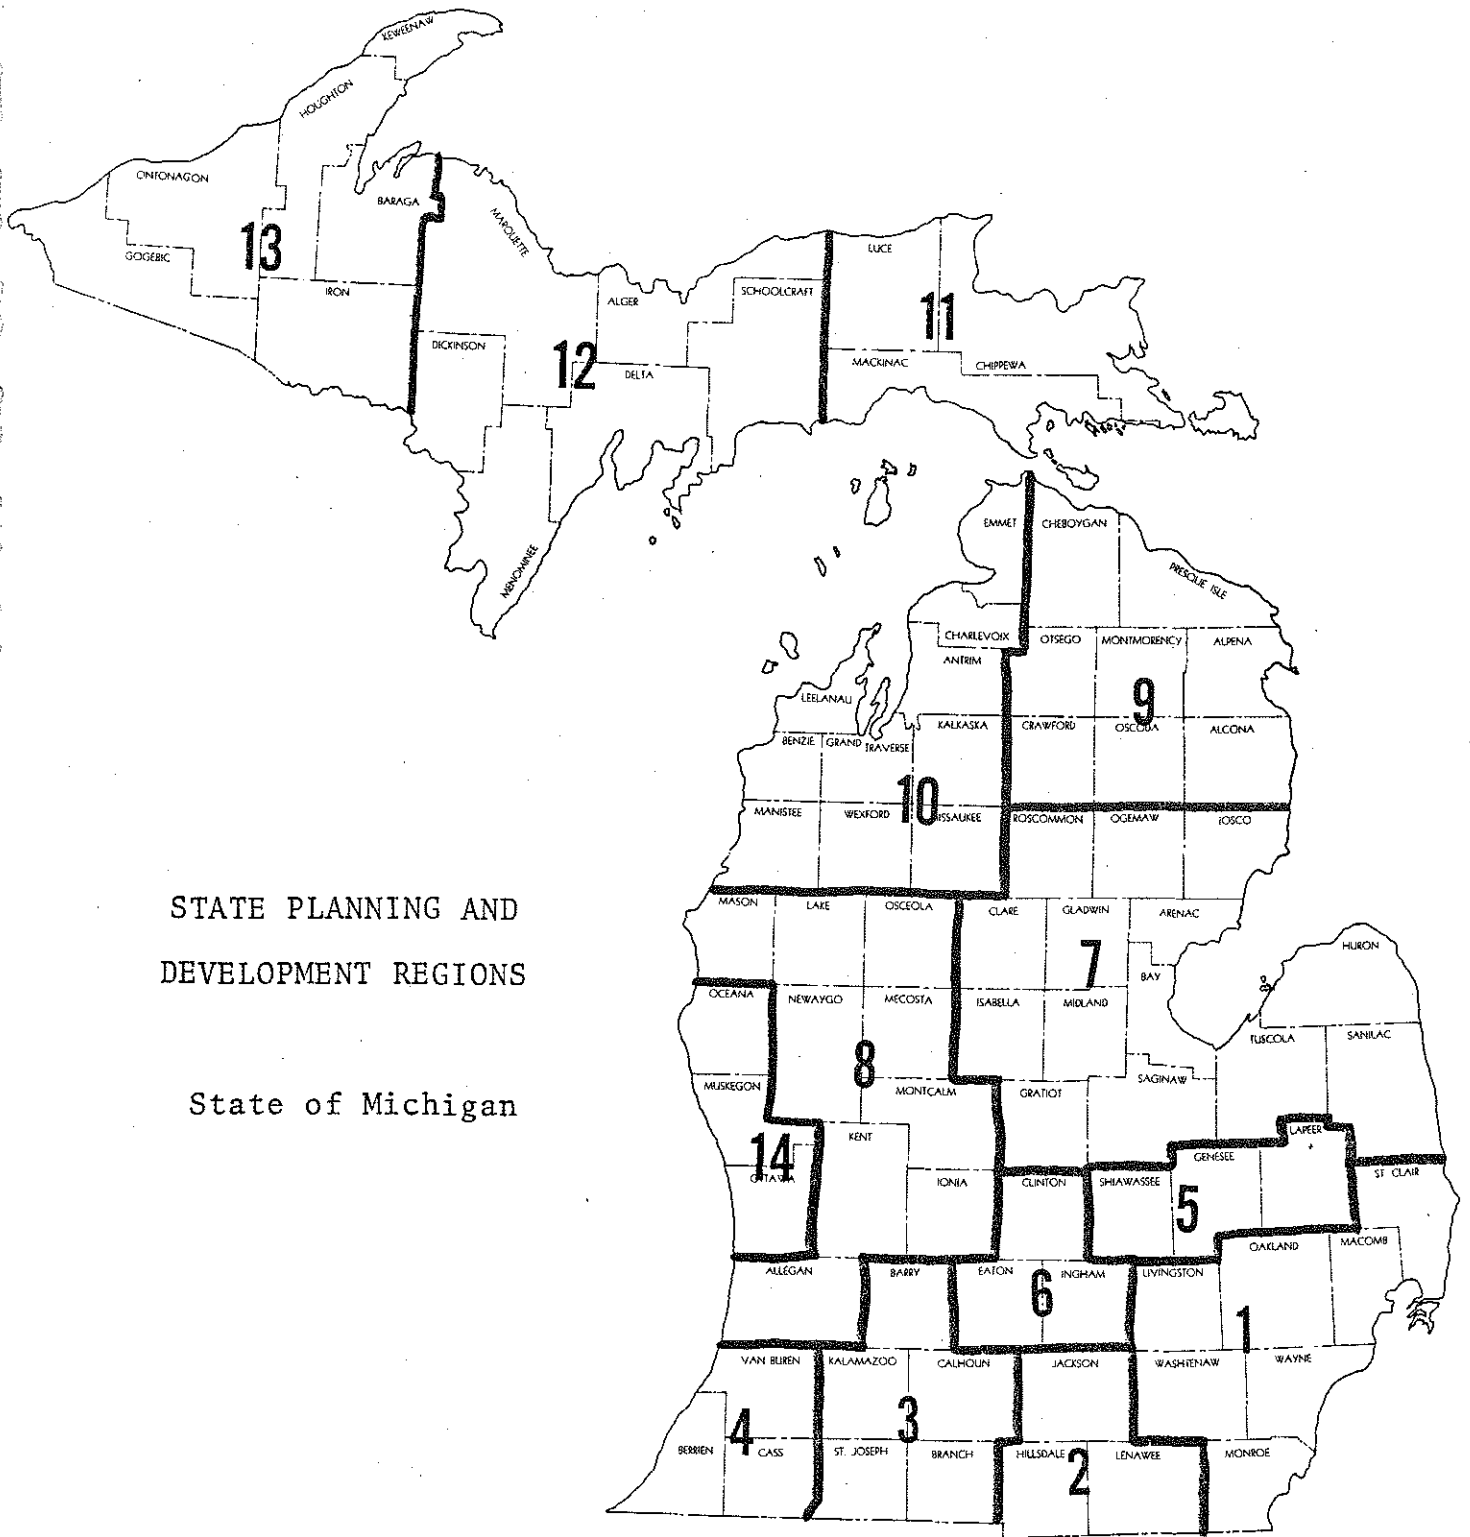 KEWEENAW
HOUGHTON
ONTONAGON
BARAGA
MARQUETTE
13
GOGEBIC
IRON
LUCE
ALGER
SCHOOLCRAFT
11
DICKINSON
12
DELTA
MACKINAC
CHIPPEWA
MENOMINEE
EMMET
CHEBOYGAN
PRESQUE ISLE
CHARLEVOIX
OTSEGO
MONTMORENCY
ALPENA
ANTRIM
LEELANAU
9
KALKASKA
CRAWFORD
OSCODA
ALCONA
BENZIE
GRAND TRAVERSE
10
MANISTEE
WEXFORD
ISSAUKEE
ROSCOMMON
OGEMAW
IOSCO
STATE PLANNING AND
DEVELOPMENT REGIONS
State of Michigan
MASON
LAKE
OSCEOLA
CLARE
GLADWIN
ARENAC
HURON
7
BAY
OCEANA
NEWAYGO
MECOSTA
ISABELLA
MIDLAND
TUSCOLA
SANILAC
8
MUSKEGON
MONTCALM
GRATIOT
SAGINAW
KENT
LAPEER
14
GENESEE
OTTAWA
IONIA
CLINTON
SHIAWASSEE
5
ST CLAIR
OAKLAND
MACOMB
ALLEGAN
BARRY
EATON
INGHAM
LIVINGSTON
6
1
VAN BUREN
KALAMAZOO
CALHOUN
JACKSON
WASHTENAW
WAYNE
4
3
BERRIEN
CASS
ST. JOSEPH
BRANCH
HILLSDALE
2
LENAWEE
MONROE